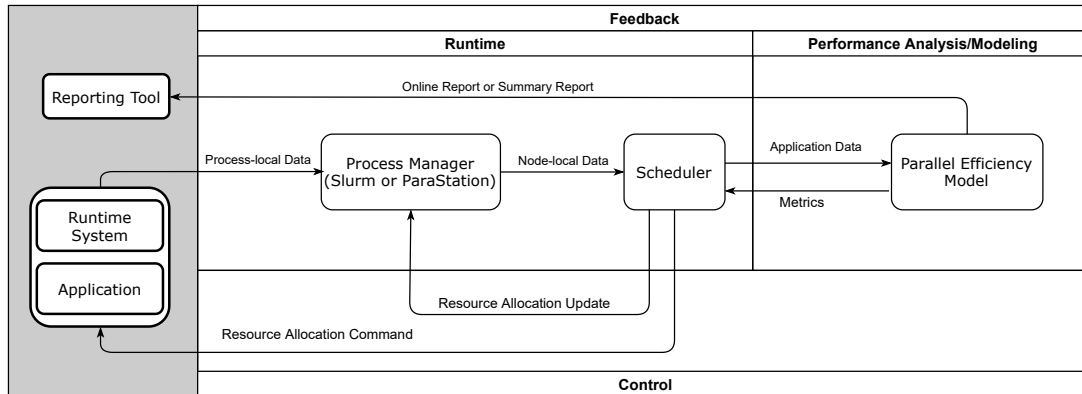 Feedback
Runtime
Performance Analysis/Modeling
Online Report or Summary Report
Reporting Tool
Process-local Data
Process Manager
(Slurm or ParaStation)
Node-local Data
Scheduler
Application Data
Metrics
Parallel Efficiency
Model
Runtime
System
Application
Resource Allocation Update
Resource Allocation Command
Control